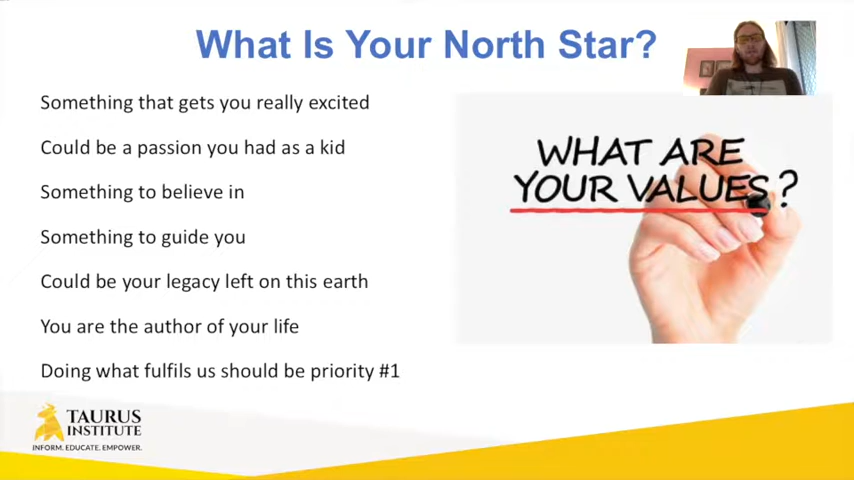 What Is Your North Star?
Something that gets you really excited
Could be a passion you had as a kid
Something to believe in
Something to guide you
Could be your legacy left on this earth
You are the author of your life
Doing what fulfils us should be priority #1
WHAT ARE
YOUR VALUES?
TAURUS
INSTITUTE
INFORM. EDUCATE. EMPOWER.